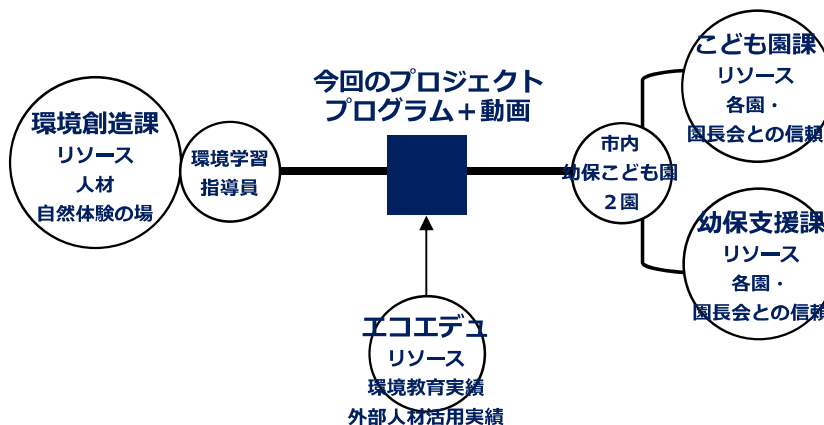 今回のプロジェクト
プログラム＋動画
環境創造課
リソース
人材
自然体験の場
環境学習
指導員
市内
幼保こども園
２園
こども園課
リソース
各園・
園長会との信頼
幼保支援課
リソース
各園・
園長会との信頼
エコエデュ
リソース
環境教育実績
外部人材活用実績